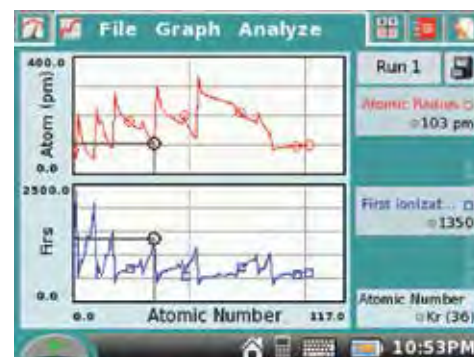 File Graph Analyze
Run 1
400.0
Atom (pm)
0.0
Atomic Radius
103 pm
2500.0
Firs
0.0
First Ionizat..
1350
0.0 Atomic Number 117.0
Atomic Number
Kr (36)
10:53PM